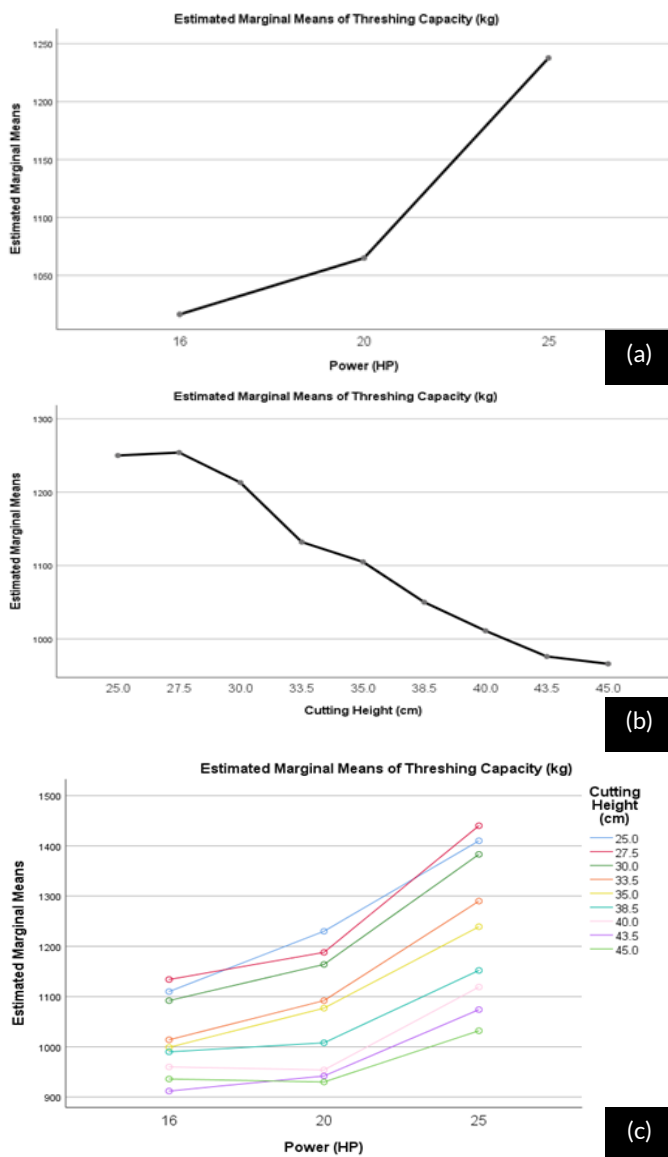 Estimated Marginal Means of Threshing Capacity (kg)
Estimated Marginal Means
1250
1200
1150
1100
1050
16
20
25
Power (HP)
(a)
Estimated Marginal Means of Threshing Capacity (kg)
Estimated Marginal Means
1300
1200
1100
1000
25.0
27.5
30.0
33.5
35.0
38.5
40.0
43.5
45.0
Cutting Height (cm)
(b)
Estimated Marginal Means of Threshing Capacity (kg)
Estimated Marginal Means
1500
1400
1300
1200
1100
1000
900
16
20
25
Power (HP)
Cutting
Height
(cm)
25.0
27.5
30.0
33.5
35.0
38.5
40.0
43.5
45.0
(c)